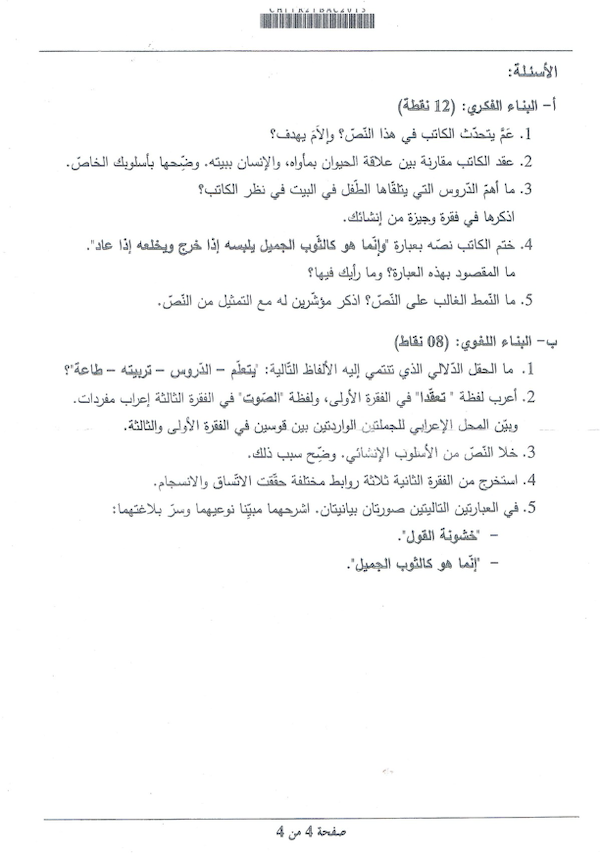 الأسئلة:
أ- البناء الفكري: (12 نقطة)
1. عَمَّ يتحدّث الكاتب في هذا النّصّ؟ وإلاَمَ يهدف؟
2. عقد الكاتب مقارنة بين علاقة الحيوان بمأواه، والإنسان ببيته. وضّحها بأسلوبك الخاصّ.
3. ما أهمّ الدّروس التي يتلقّاها الطّفل في البيت في نظر الكاتب؟
اذكرها في فقرة وجيزة من إنشائك.
4. ختم الكاتب نصّه بعبارة "وإنّما هو كالثّوب الجميل يلبسه إذا خرج ويخلعه إذا عاد".
ما المقصود بهذه العبارة؟ وما رأيك فيها؟
5. ما النّمط الغالب على النّصّ؟ اذكر مؤشّرين له مع التمثيل من النّصّ.
ب- البناء اللغوي: (08 نقاط)
1. ما الحقل الدّلالي الذي تنتمي إليه الألفاظ التّالية: "يتعلّم – الدّروس – تربيته – طاعة"؟
2. أعرب لفظة " تعقّدا" في الفقرة الأولى، ولفظة "الصّوت" في الفقرة الثالثة إعراب مفردات.
وبيّن المحل الإعرابي للجملتين الواردتين بين قوسين في الفقرة الأولى والثالثة.
3. خلا النّصّ من الأسلوب الإنشائي. وضّح سبب ذلك.
4. استخرج من الفقرة الثانية ثلاثة روابط مختلفة حقّقت الاتّساق والانسجام.
5. في العبارتين التاليتين صورتان بيانيتان. اشرحهما مبيّنا نوعيهما وسرّ بلاغتهما:
– "خشونة القول".
– "إنّما هو كالثوب الجميل".
صفحة 4 من 4